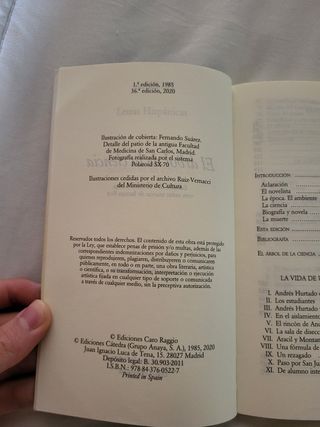 1.ª edición, 1985
36.ª edición, 2020
Letras Hispánicas
Ilustración de cubierta: Fernando Suárez,
Detalle del patio de la antigua Facultad
de Medicina de San Carlos, Madrid.
Fotografía realizada por el sistema
Polaroid SX-70
Ilustraciones cedidas por el archivo Ruiz-Vernacci
del Ministerio de Cultura
Reservados todos los derechos. El contenido de esta obra está protegido
por la Ley, que establece penas de prisión y/o multas, además de las
correspondientes indemnizaciones por daños y perjuicios, para
quienes reprodujeren, plagiaren, distribuyeren o comunicaren
públicamente, en todo o en parte, una obra literaria, artística
o científica, o su transformación, interpretación o ejecución
artística fijada en cualquier tipo de soporte o comunicada
a través de cualquier medio, sin la preceptiva autorización.
© Ediciones Caro Raggio
© Ediciones Cátedra (Grupo Anaya, S. A.), 1985, 2020
Juan Ignacio Luca de Tena, 15. 28027 Madrid
Depósito legal: B. 30.903-2011
I.S.B.N.: 978-84-376-0522-7
Printed in Spain
INTRODUCCIÓN
Aclaración
El novelista
La época. El ambiente
La ciencia
Biografía y novela
La muerte
ESTA EDICIÓN
BIBLIOGRAFÍA
EL ÁRBOL DE LA CIENCIA
LA VIDA DE
I. Andrés Hurtado
II. Los estudiantes
III. Andrés Hurtado
IV. En el aislamiento
V. El rincón de An
VI. La sala de disecc
VII. Aracil y Montan
VIII. Una fórmula de
IX. Un rezagado
X. Paso por San J
XI. De alumno inter